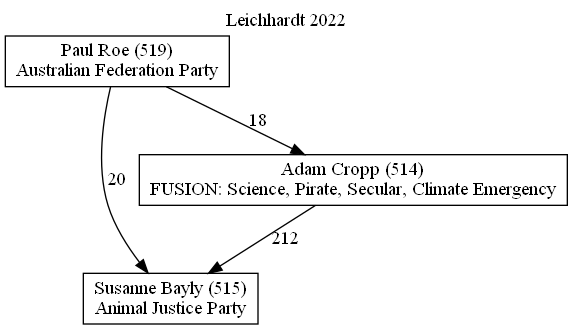 Leichhardt 2022
Paul Roe (519)
Australian Federation Party
18
Adam Cropp (514)
FUSION: Science, Pirate, Secular, Climate Emergency
20
212
Susanne Bayly (515)
Animal Justice Party